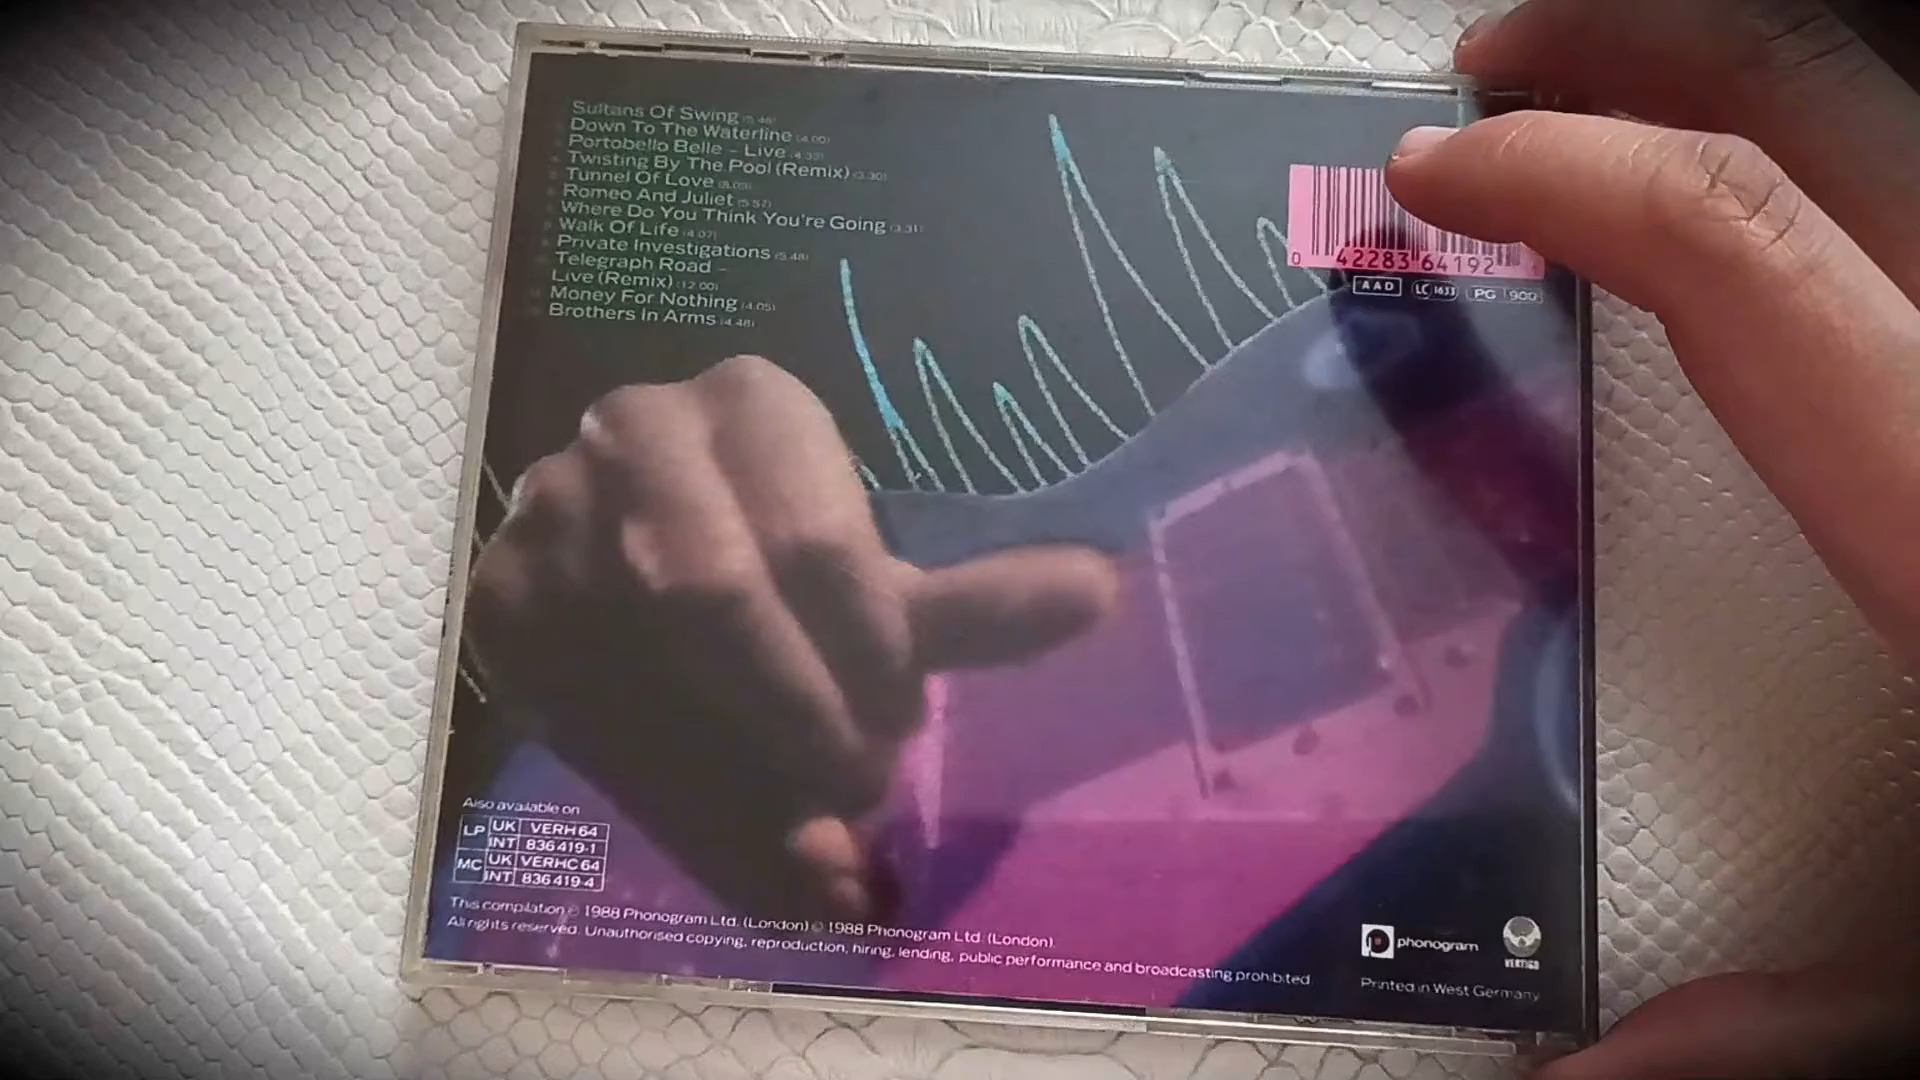 Sultans Of Swing (5.46)
Down To The Waterline (4.00)
Portobello Belle – Live (4.33)
Twisting By The Pool (Remix) (3.30)
Tunnel Of Love (8.09)
Romeo And Juliet (5.57)
Where Do You Think You're Going (3.31)
Walk Of Life (4.07)
Private Investigations (5.48)
Telegraph Road –
Live (Remix) (12.00)
Money For Nothing (4.05)
Brothers In Arms (4.48)
0 42283 64192
AAD LC 1633 PG 900
Also available on
LP UK VERH 64
INT 836 419-1
MC UK VERHC 64
INT 836 419-4
This compilation ℗ 1988 Phonogram Ltd. (London) © 1988 Phonogram Ltd. (London).
All rights reserved. Unauthorised copying, reproduction, hiring, lending, public performance and broadcasting prohibited.
phonogram
VERTIGO
Printed in West Germany